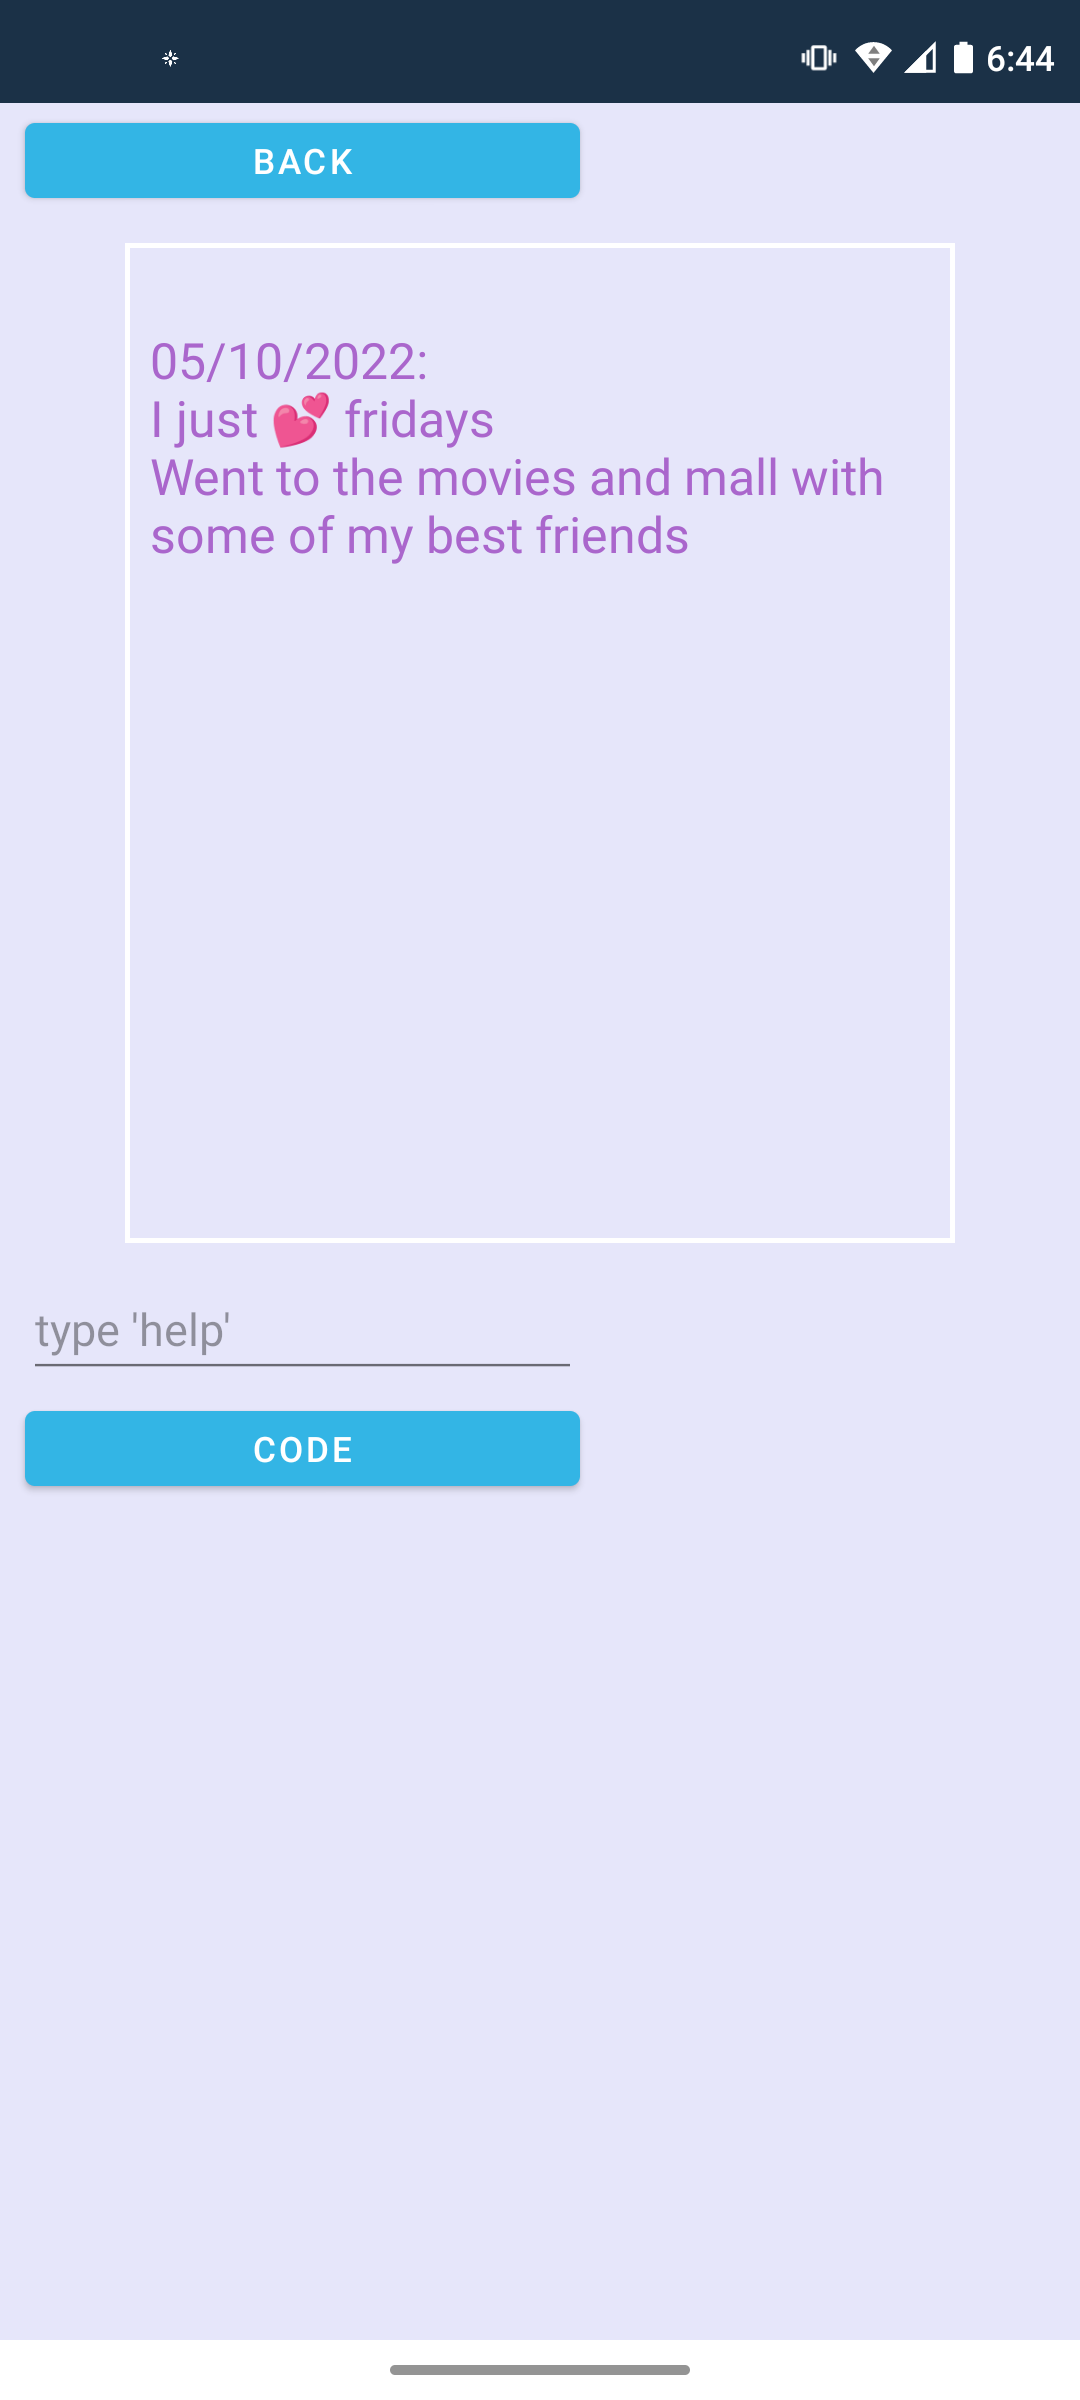 6:44
BACK
05/10/2022:
I just 💕 fridays
Went to the movies and mall with
some of my best friends
type 'help'
CODE